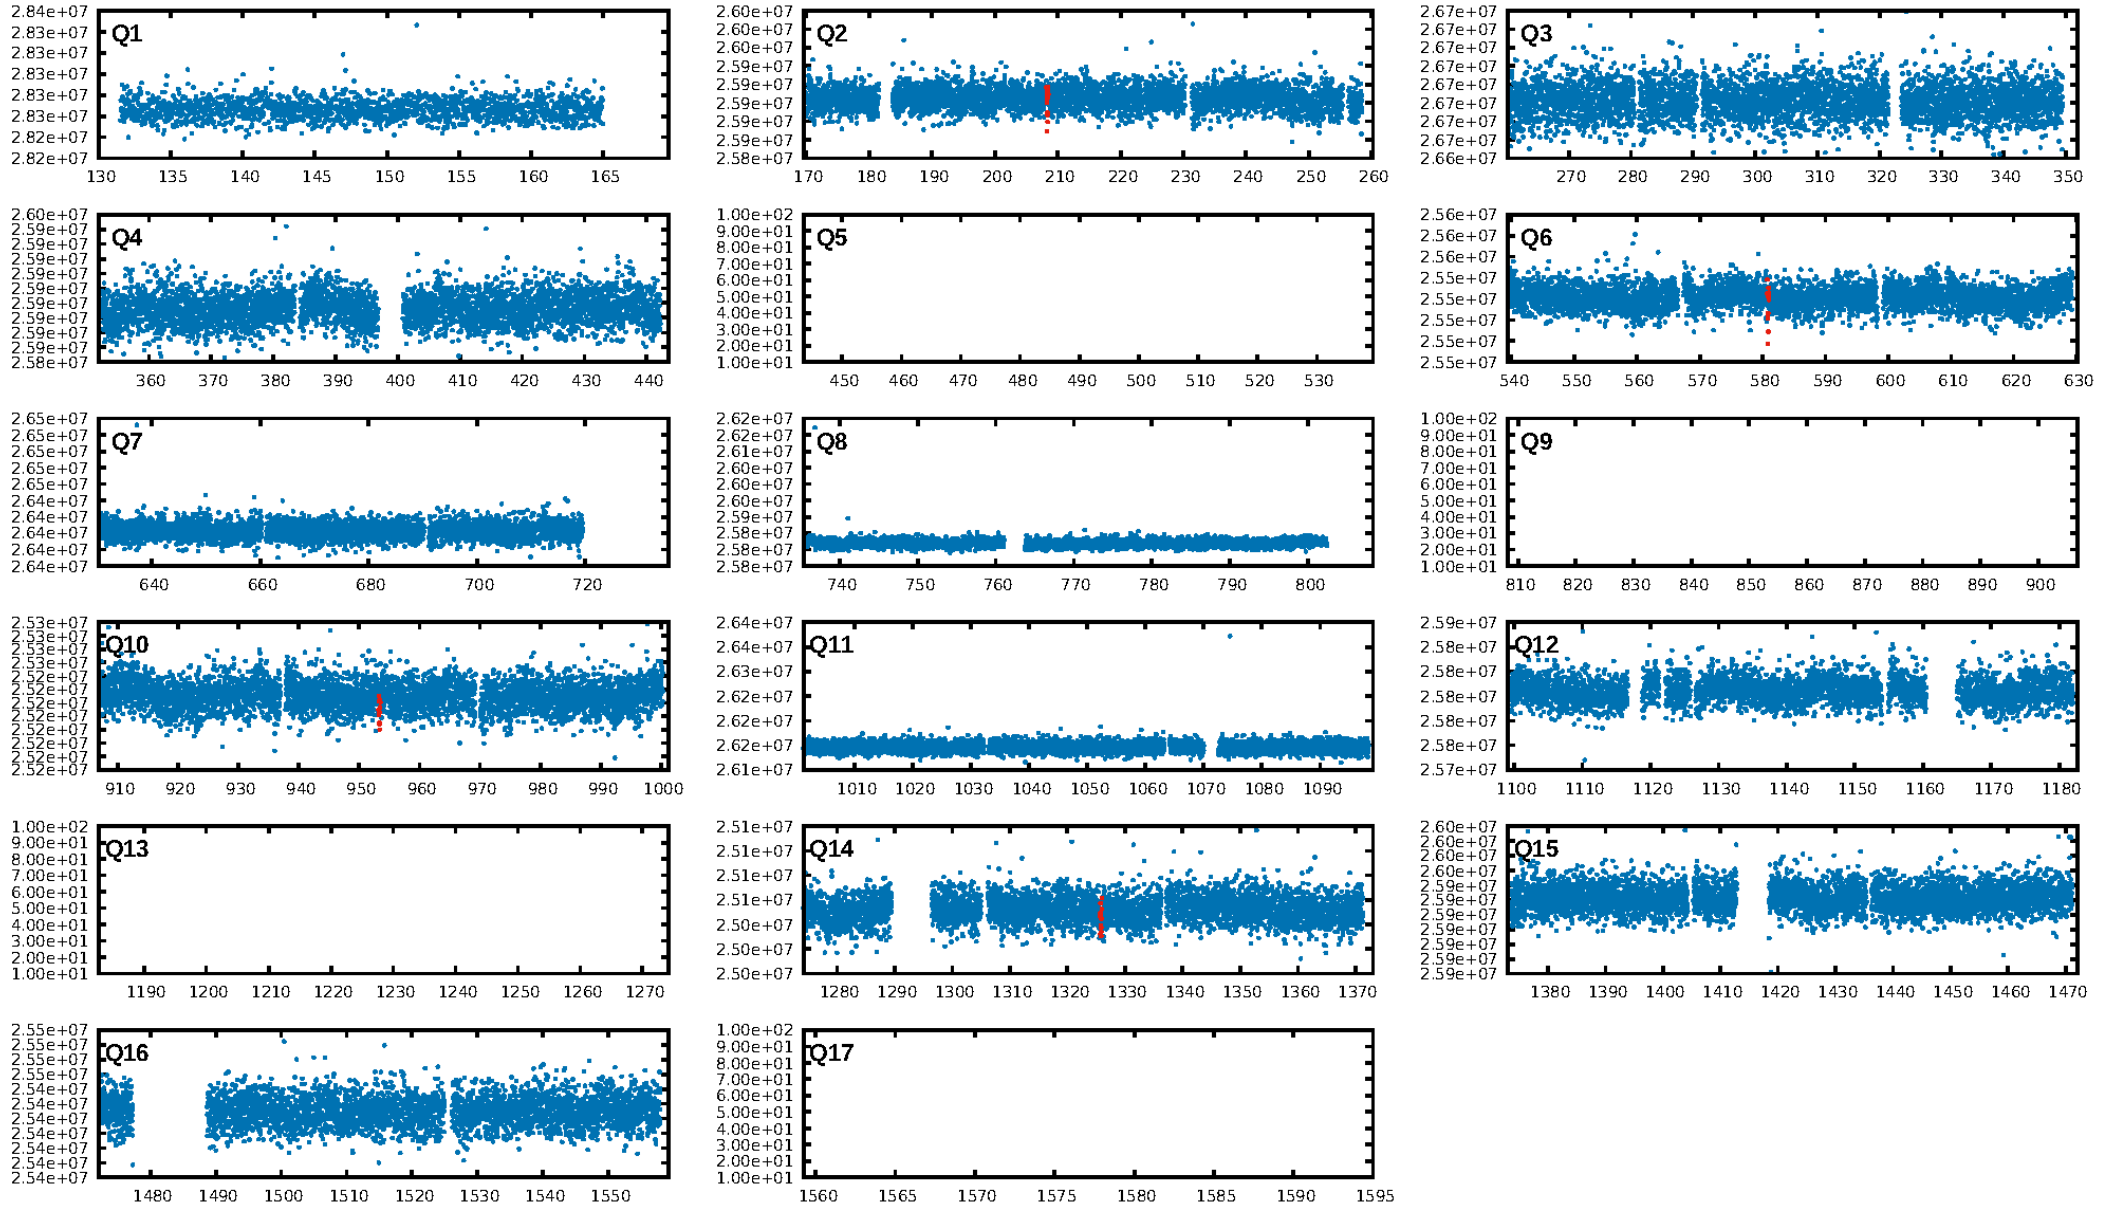 Q1
2.84e+07
2.83e+07
2.83e+07
2.83e+07
2.83e+07
2.83e+07
2.82e+07
2.82e+07
130 135 140 145 150 155 160 165
Q2
2.60e+07
2.60e+07
2.60e+07
2.59e+07
2.59e+07
2.59e+07
2.59e+07
2.59e+07
2.58e+07
170 180 190 200 210 220 230 240 250 260
Q3
2.67e+07
2.67e+07
2.67e+07
2.67e+07
2.67e+07
2.67e+07
2.67e+07
2.67e+07
2.66e+07
270 280 290 300 310 320 330 340 350
Q4
2.60e+07
2.59e+07
2.59e+07
2.59e+07
2.59e+07
2.59e+07
2.59e+07
2.59e+07
2.59e+07
2.59e+07
2.58e+07
360 370 380 390 400 410 420 430 440
Q5
1.00e+02
9.00e+01
8.00e+01
7.00e+01
6.00e+01
5.00e+01
4.00e+01
3.00e+01
2.00e+01
1.00e+01
450 460 470 480 490 500 510 520 530
Q6
2.56e+07
2.56e+07
2.56e+07
2.55e+07
2.55e+07
2.55e+07
2.55e+07
2.55e+07
540 550 560 570 580 590 600 610 620 630
Q7
2.65e+07
2.65e+07
2.65e+07
2.65e+07
2.65e+07
2.64e+07
2.64e+07
2.64e+07
2.64e+07
2.64e+07
640 660 680 700 720
Q8
2.62e+07
2.62e+07
2.61e+07
2.60e+07
2.60e+07
2.60e+07
2.59e+07
2.58e+07
2.58e+07
2.58e+07
740 750 760 770 780 790 800
Q9
1.00e+02
9.00e+01
8.00e+01
7.00e+01
6.00e+01
5.00e+01
4.00e+01
3.00e+01
2.00e+01
1.00e+01
810 820 830 840 850 860 870 880 890 900
Q10
2.53e+07
2.53e+07
2.53e+07
2.53e+07
2.52e+07
2.52e+07
2.52e+07
2.52e+07
2.52e+07
2.52e+07
2.52e+07
2.52e+07
910 920 930 940 950 960 970 980 990 1000
Q11
2.64e+07
2.64e+07
2.63e+07
2.62e+07
2.62e+07
2.62e+07
2.61e+07
1010 1020 1030 1040 1050 1060 1070 1080 1090
Q12
2.59e+07
2.58e+07
2.58e+07
2.58e+07
2.58e+07
2.58e+07
2.57e+07
1100 1110 1120 1130 1140 1150 1160 1170 1180
Q13
1.00e+02
9.00e+01
8.00e+01
7.00e+01
6.00e+01
5.00e+01
4.00e+01
3.00e+01
2.00e+01
1.00e+01
1190 1200 1210 1220 1230 1240 1250 1260 1270
Q14
2.51e+07
2.51e+07
2.51e+07
2.51e+07
2.50e+07
2.50e+07
2.50e+07
1280 1290 1300 1310 1320 1330 1340 1350 1360 1370
Q15
2.60e+07
2.60e+07
2.60e+07
2.60e+07
2.59e+07
2.59e+07
2.59e+07
2.59e+07
2.59e+07
2.59e+07
2.59e+07
1380 1390 1400 1410 1420 1430 1440 1450 1460 1470
Q16
2.55e+07
2.55e+07
2.55e+07
2.55e+07
2.54e+07
2.54e+07
2.54e+07
2.54e+07
2.54e+07
2.54e+07
2.54e+07
1480 1490 1500 1510 1520 1530 1540 1550
Q17
1.00e+02
9.00e+01
8.00e+01
7.00e+01
6.00e+01
5.00e+01
4.00e+01
3.00e+01
2.00e+01
1.00e+01
1560 1565 1570 1575 1580 1585 1590 1595